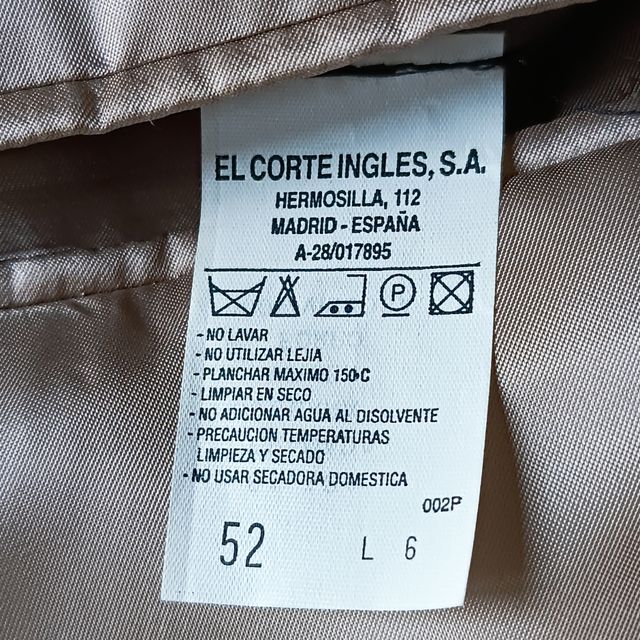 EL CORTE INGLES, S.A.
HERMOSILLA, 112
MADRID - ESPAÑA
A-28/017895
P
- NO LAVAR
- NO UTILIZAR LEJIA
- PLANCHAR MAXIMO 150°C
- LIMPIAR EN SECO
- NO ADICIONAR AGUA AL DISOLVENTE
- PRECAUCION TEMPERATURAS
LIMPIEZA Y SECADO
- NO USAR SECADORA DOMESTICA
002P
52 L 6